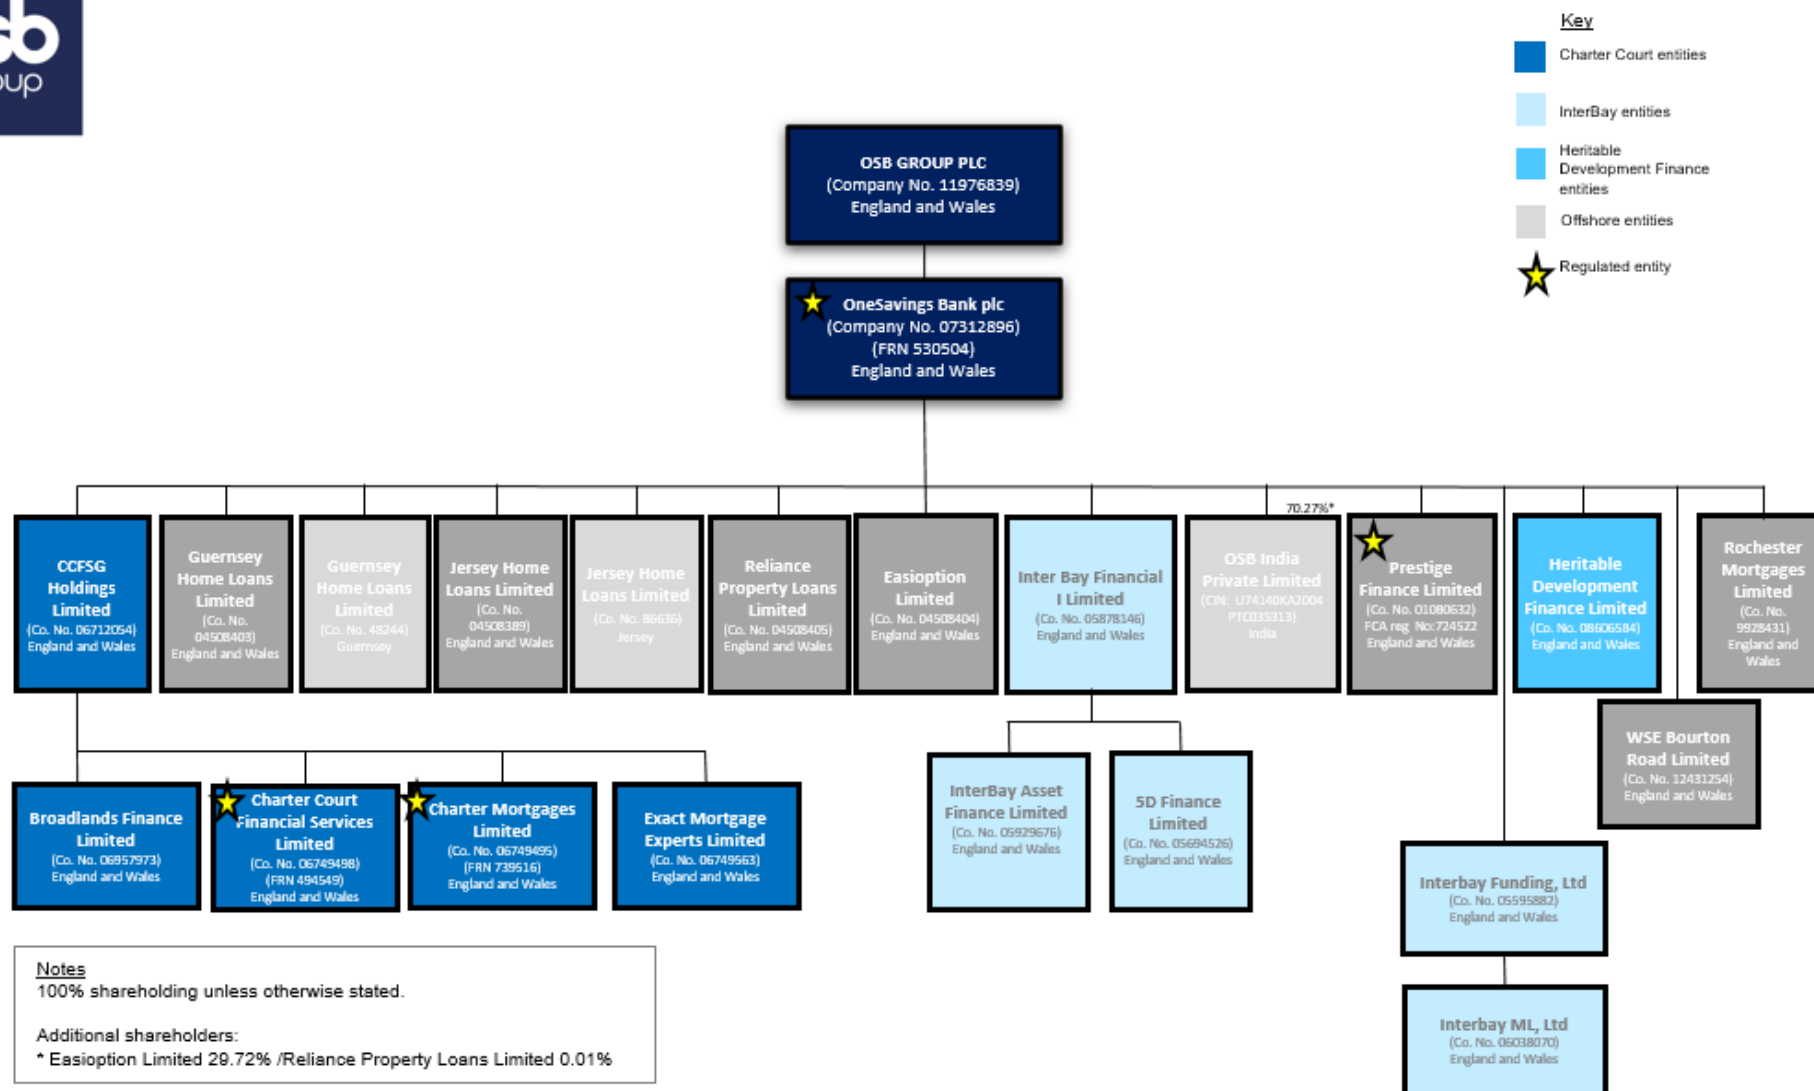 sb
oup
Key
Charter Court entities
InterBay entities
Heritable
Development Finance
entities
Offshore entities
Regulated entity
OSB GROUP PLC
(Company No. 11976839)
England and Wales
OneSavings Bank plc
(Company No. 07312896)
(FRN 530504)
England and Wales
70.27%*
CCFSG
Holdings
Limited
(Co. No. 06712054)
England and Wales
Guernsey
Home Loans
Limited
(Co. No.
04508403)
England and Wales
Guernsey
Home Loans
Limited
(Co. No. 48244)
Guernsey
Jersey Home
Loans Limited
(Co. No.
04508389)
England and Wales
Jersey Home
Loans Limited
(Co. No. 86636)
Jersey
Reliance
Property Loans
Limited
(Co. No. 04508405)
England and Wales
Easioption
Limited
(Co. No. 04508404)
England and Wales
Inter Bay Financial
I Limited
(Co. No. 05878146)
England and Wales
OSB India
Private Limited
(CIN: U74140KA2004
PTC035313)
India
Prestige
Finance Limited
(Co. No. 01080632)
FCA reg No:724522
England and Wales
Heritable
Development
Finance Limited
(Co. No. 08606584)
England and Wales
Rochester
Mortgages
Limited
(Co. No.
9928431)
England and
Wales
WSE Bourton
Road Limited
(Co. No. 12431254)
England and Wales
Broadlands Finance
Limited
(Co. No. 06957973)
England and Wales
Charter Court
Financial Services
Limited
(Co. No. 06749498)
(FRN 494549)
England and Wales
Charter Mortgages
Limited
(Co. No. 06749495)
(FRN 739516)
England and Wales
Exact Mortgage
Experts Limited
(Co. No. 06749563)
England and Wales
InterBay Asset
Finance Limited
(Co. No. 05929676)
England and Wales
5D Finance
Limited
(Co. No. 05694526)
England and Wales
Interbay Funding, Ltd
(Co. No. 05595882)
England and Wales
Interbay ML, Ltd
(Co. No. 06038070)
England and Wales
Notes
100% shareholding unless otherwise stated.
Additional shareholders:
* Easioption Limited 29.72% /Reliance Property Loans Limited 0.01%